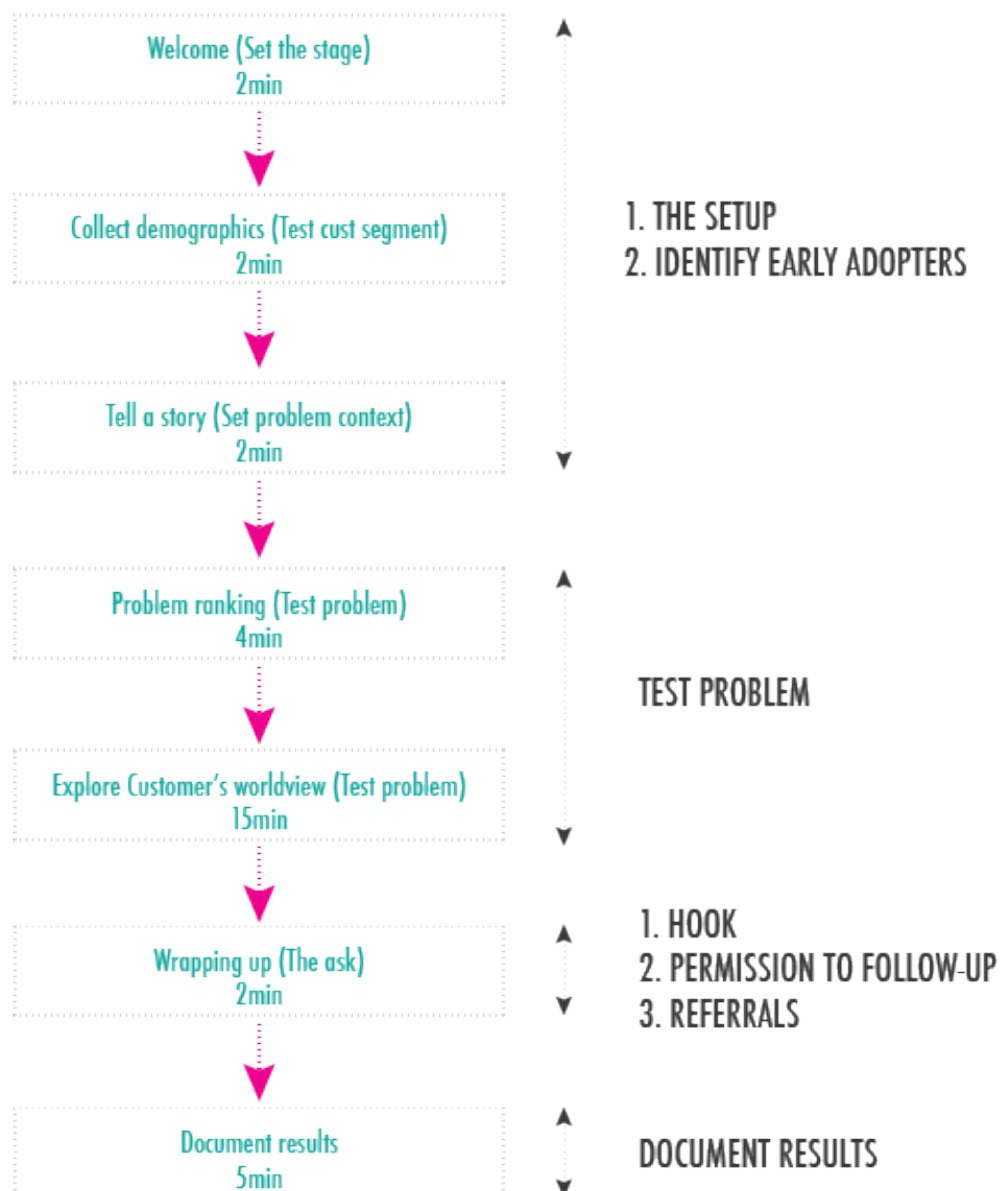 Welcome (Set the stage)
2min
Collect demographics (Test cust segment)
2min
1. THE SETUP
2. IDENTIFY EARLY ADOPTERS
Tell a story (Set problem context)
2min
Problem ranking (Test problem)
4min
TEST PROBLEM
Explore Customer's worldview (Test problem)
15min
Wrapping up (The ask)
2min
1. HOOK
2. PERMISSION TO FOLLOW-UP
3. REFERRALS
Document results
5min
DOCUMENT RESULTS